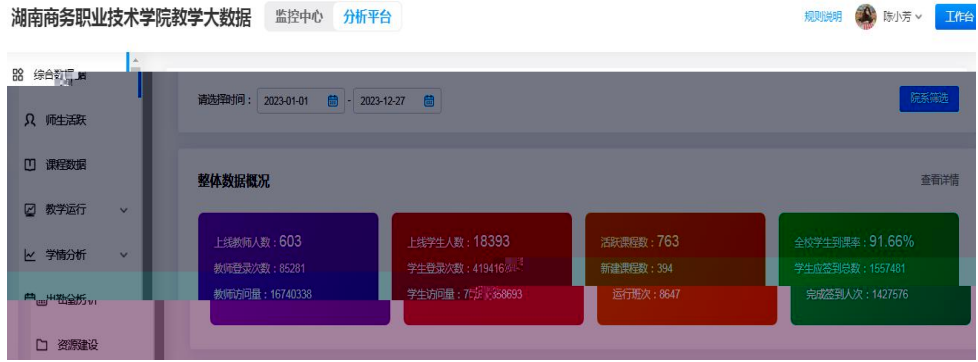 湖南商务职业技术学院教学大数据 监控中心 分析平台 规则说明 陈小芳 工作台
综合数据
请选择时间： 2023-01-01 - 2023-12-27 院系筛选
师生活跃
课程数据
整体数据概况 查看详情
教学运行
上线教师人数：603 上线学生人数：18393 活跃课程数：763 全校学生到课率：91.66%
学情分析
教师登录次数：85281 学生登录次数： 新建课程数：394 学生应签到总数：1557481
教师访问量：16740338 学生访问量： 运行班次：8647 完成签到人次：1427576
资源建设